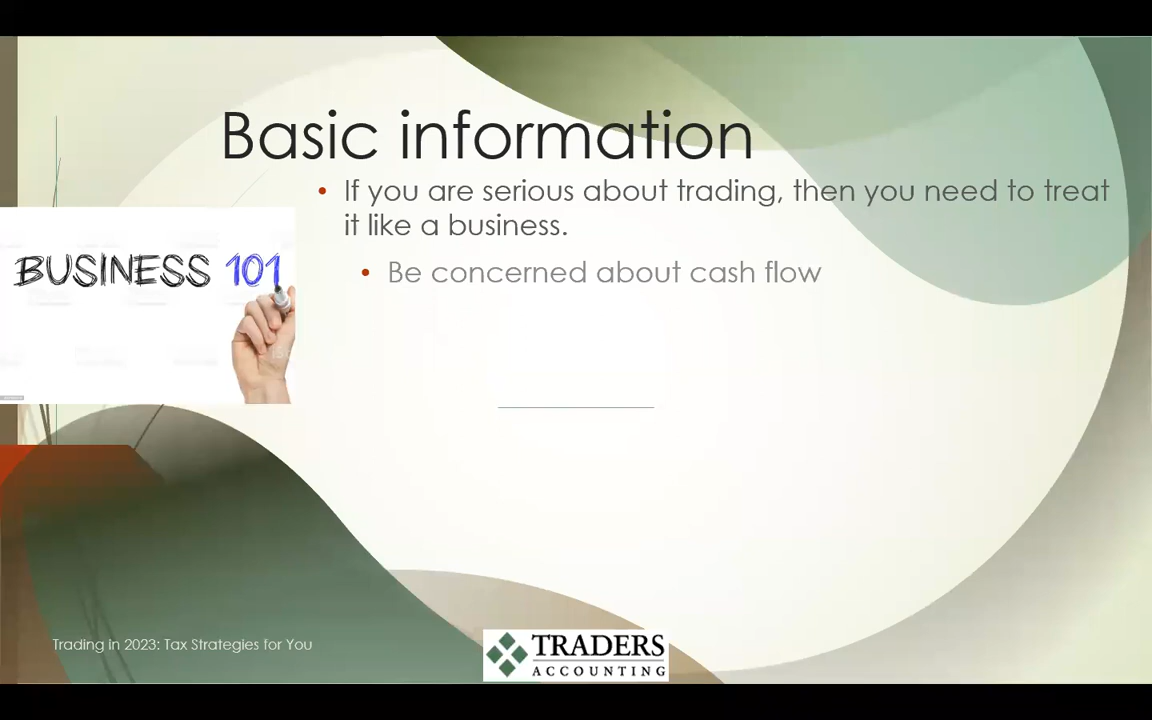 Basic information
• If you are serious about trading, then you need to treat
it like a business.
• Be concerned about cash flow
BUSINESS 101
Trading in 2023: Tax Strategies for You
TRADERS
ACCOUNTING